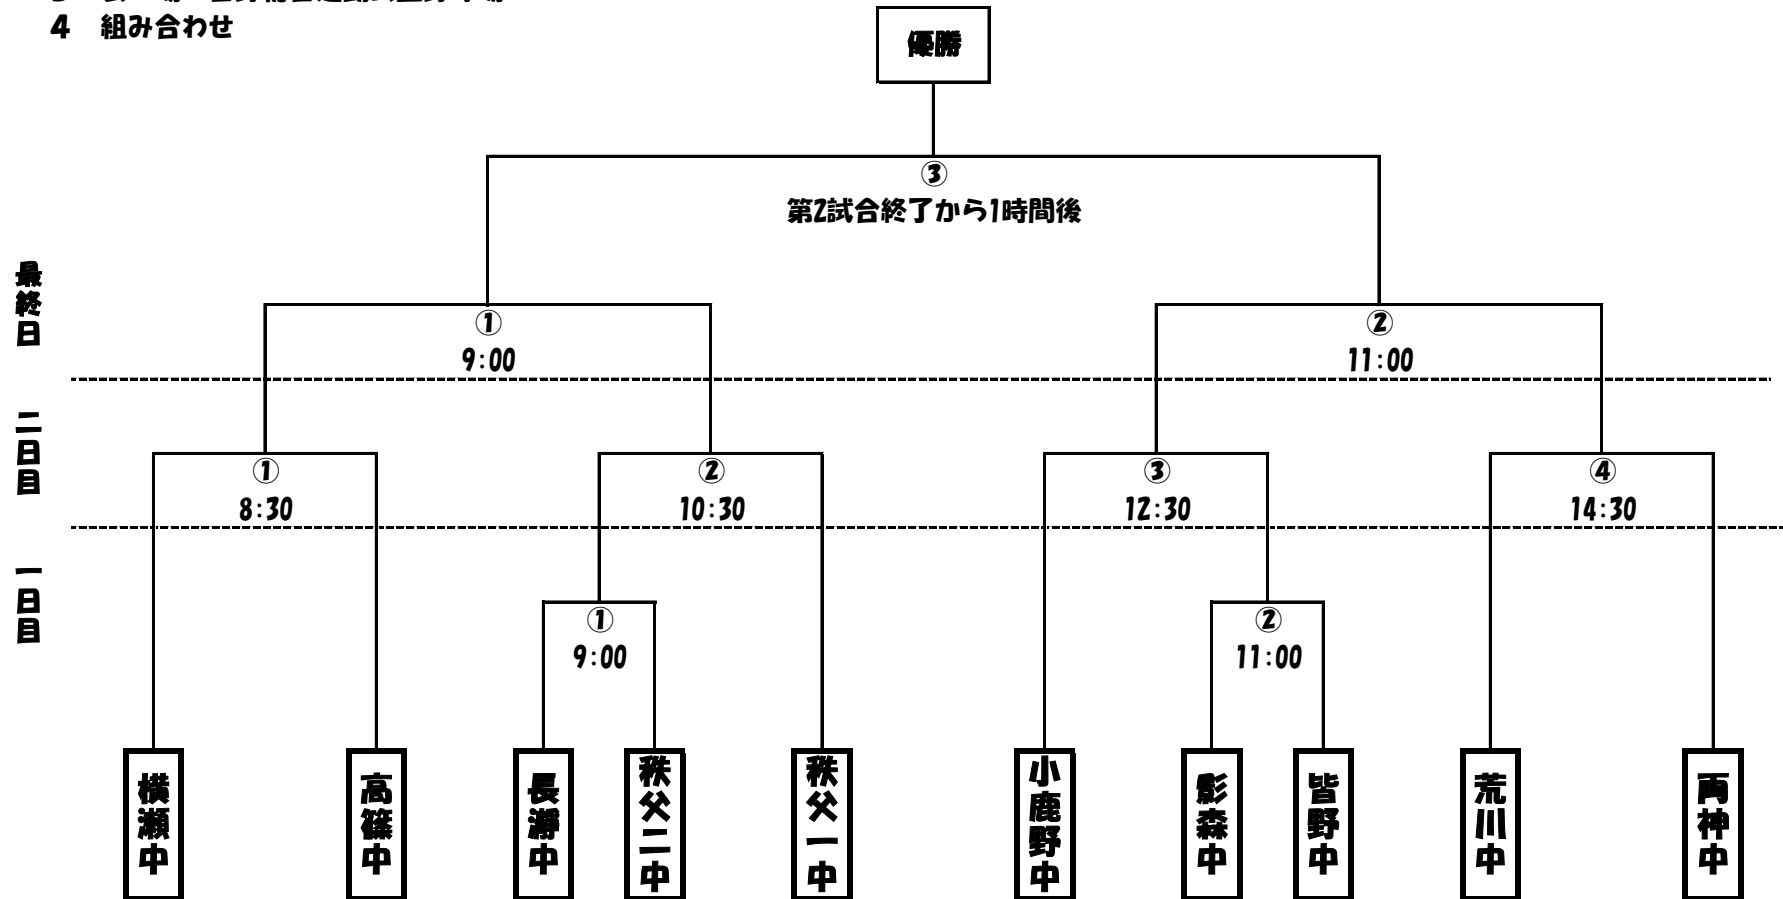 4 組み合わせ
優勝
③
第2試合終了から1時間後
最終日
①
9:00
②
11:00
二日目
①
8:30
②
10:30
③
12:30
④
14:30
一日目
①
9:00
②
11:00
横瀬中
高篠中
長瀞中
秩父二中
秩父一中
小鹿野中
影森中
皆野中
荒川中
両神中